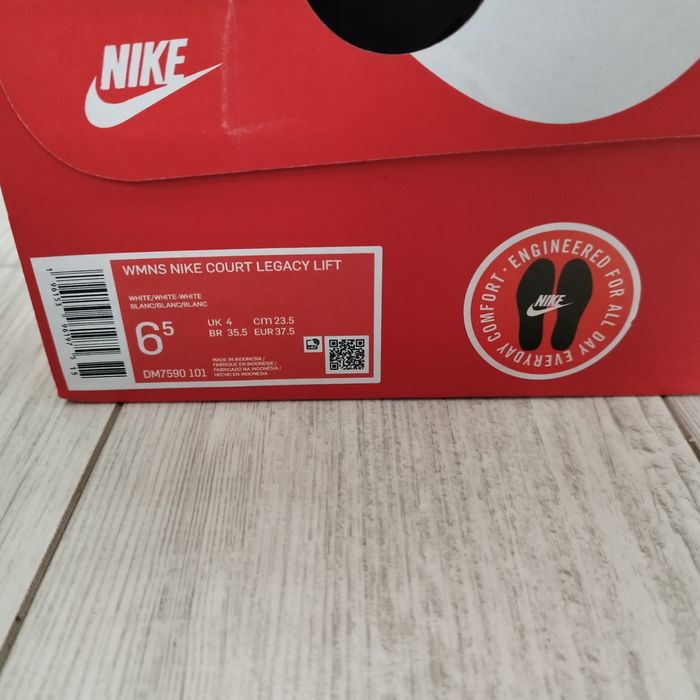 NIKE
WMNS NIKE COURT LEGACY LIFT
WHITE/WHITE-WHITE
BLANC/BLANC/BLANC
6⁵
UK 4 cm 23.5
BR 35.5 EUR 37.5
MADE IN INDONESIA /
FABRIQUE EN INDONESIE /
FABRICADO NA INDONÉSIA /
HECHO EN INDONESIA
DM7590 101
ENGINEERED FOR ALL DAY EVERYDAY COMFORT ·
NIKE